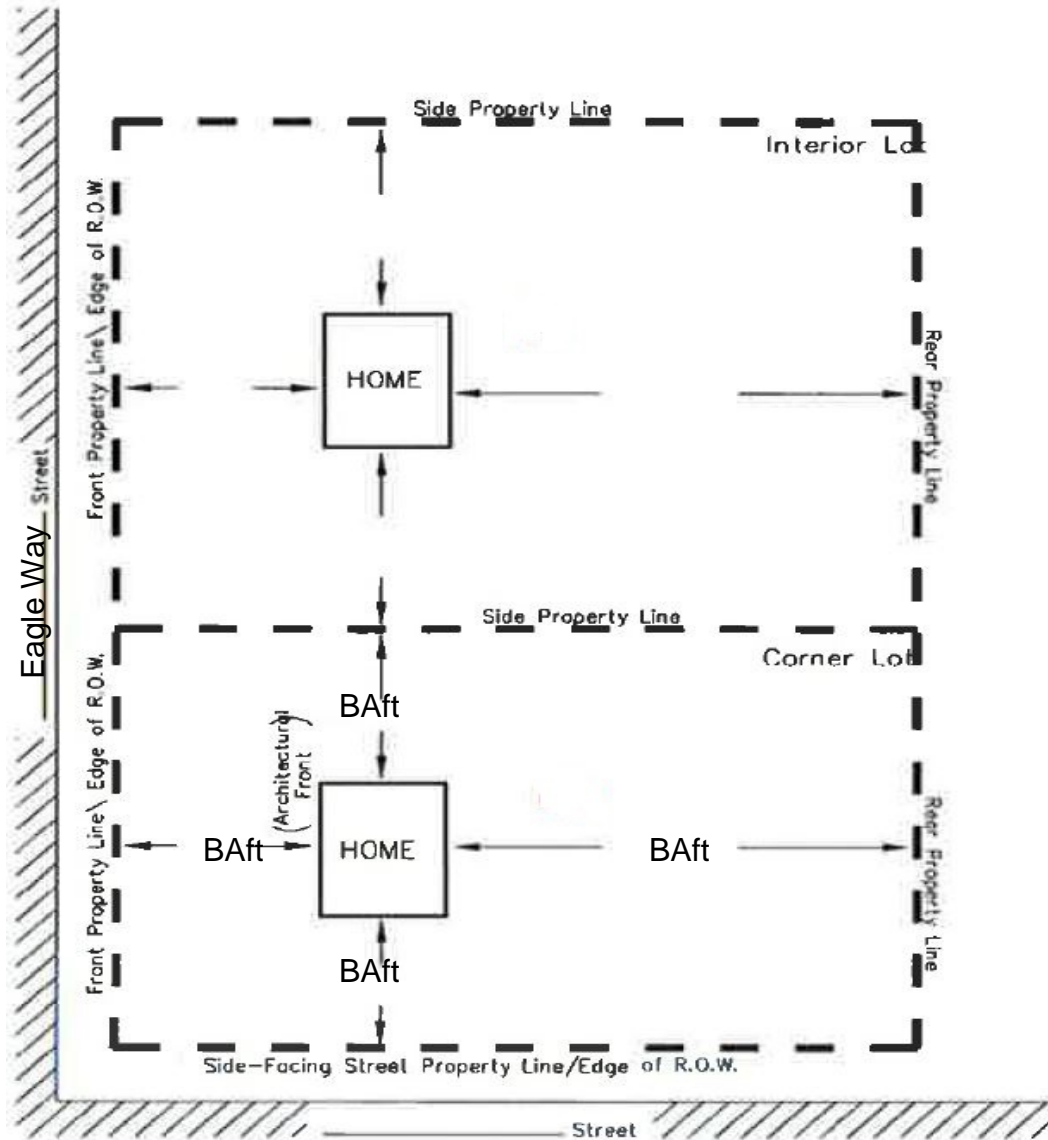 Side Property Line
Interior Lot
Front Property Line\ Edge of R.O.W.
HOME
Rear Property Line
Eagle Way Street
Side Property Line
Corner Lot
Front Property Line\ Edge of R.O.W.
BAft
(Architectural
Front)
BAft
HOME
BAft
Rear Property Line
BAft
Side-Facing Street Property Line/Edge of R.O.W.
Street